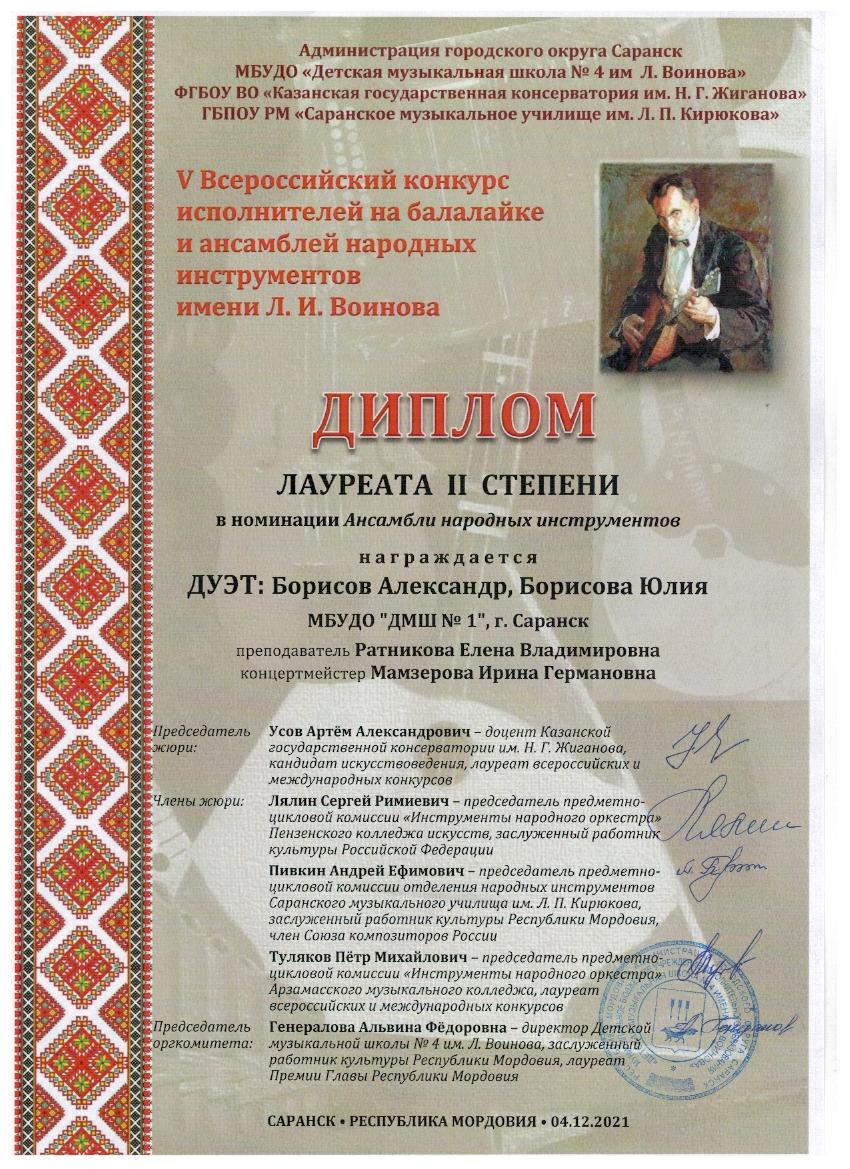 Администрация городского округа Саранск
МБУДО «Детская музыкальная школа № 4 им  Л. Воинова»
ФГБОУ ВО «Казанская государственная консерватория им. Н. Г. Жиганова»
ГБПОУ РМ «Саранское музыкальное училище им. Л. П. Кирюкова»
V Всероссийский конкурс
исполнителей на балалайке
и ансамблей народных
инструментов
имени Л. И. Воинова
ДИПЛОМ
ЛАУРЕАТА II СТЕПЕНИ
в номинации Ансамбли народных инструментов
награждается
ДУЭТ: Борисов Александр, Борисова Юлия
МБУДО "ДМШ № 1", г. Саранск
преподаватель Ратникова Елена Владимировна
концертмейстер Мамзерова Ирина Германовна
Председатель жюри:
Усов Артём Александрович – доцент Казанской
государственной консерватории им. Н. Г. Жиганова,
кандидат искусствоведения, лауреат всероссийских и
международных конкурсов
Члены жюри:
Лялин Сергей Римиевич – председатель предметно-
цикловой комиссии «Инструменты народного оркестра»
Пензенского колледжа искусств, заслуженный работник
культуры Российской Федерации
Пивкин Андрей Ефимович – председатель предметно-
цикловой комиссии отделения народных инструментов
Саранского музыкального училища им. Л. П. Кирюкова,
заслуженный работник культуры Республики Мордовия,
член Союза композиторов России
Туляков Пётр Михайлович – председатель предметно-
цикловой комиссии «Инструменты народного оркестра»
Арзамасского музыкального колледжа, лауреат
всероссийских и международных конкурсов
Председатель оргкомитета:
Генералова Альвина Фёдоровна – директор Детской
музыкальной школы № 4 им. Л. Воинова, заслуженный
работник культуры Республики Мордовия, лауреат
Премии Главы Республики Мордовия
САРАНСК • РЕСПУБЛИКА МОРДОВИЯ • 04.12.2021